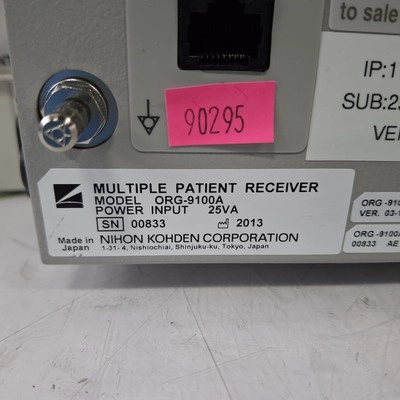 to sale
IP:1
SUB:2
VE
90295
MULTIPLE PATIENT RECEIVER
MODEL ORG-9100A
POWER INPUT 25VA
SN 00833 2013
Made in Japan
NIHON KOHDEN CORPORATION
1-31-4, Nishiochiai, Shinjuku-ku, Tokyo, Japan
ORG-910
VER. 03-1
ORG-9100A
00833 AE